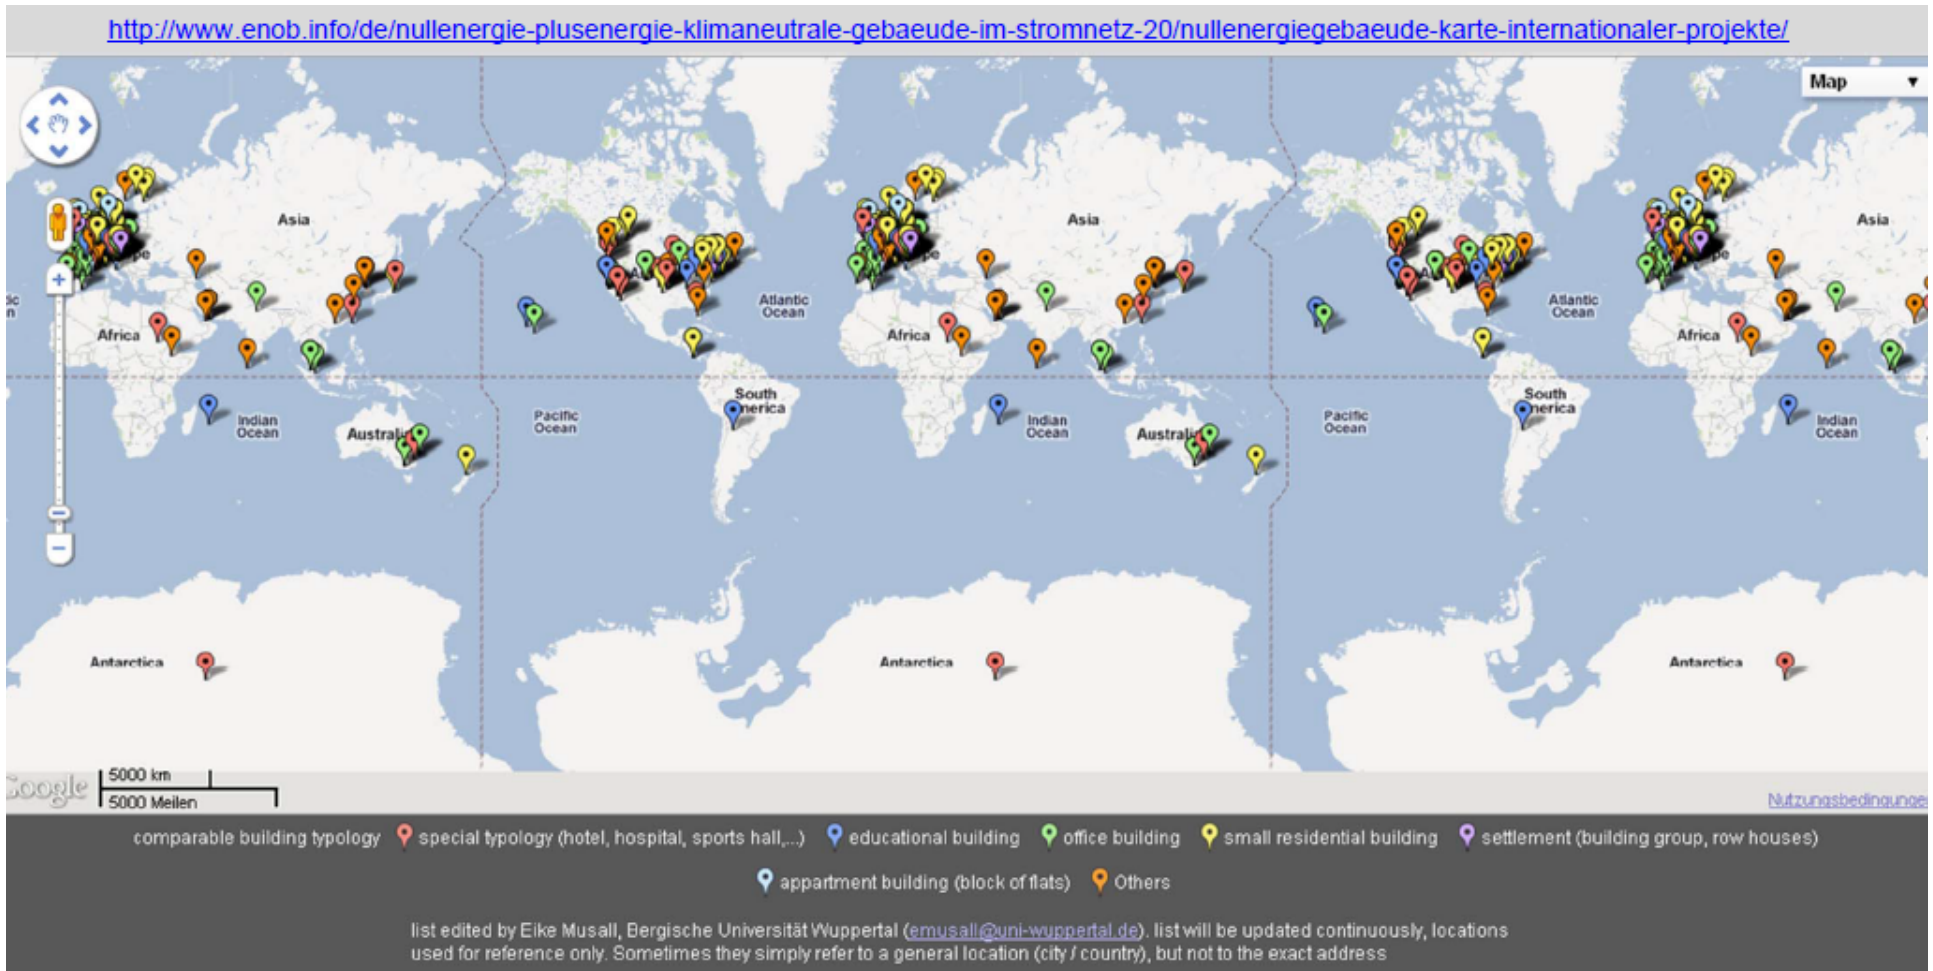 http://www.enob.info/de/nullenergie-plusenergie-klimaneutrale-gebaeude-im-stromnetz-20/nullenergiegebaeude-karte-internationaler-projekte/
Map
Asia
Asia
Asia
Atlantic
Ocean
Atlantic
Ocean
Africa
Africa
Africa
South
America
South
America
Indian
Ocean
Pacific
Ocean
Indian
Ocean
Pacific
Ocean
Indian
Ocean
Australia
Australia
Antarctica
Antarctica
Antarctica
Google
5000 km
5000 Meilen
Nutzungsbedingungen
comparable building typology special typology (hotel, hospital, sports hall,...) educational building office building small residential building settlement (building group, row houses)
appartment building (block of flats) Others
list edited by Eike Musall, Bergische Universität Wuppertal (emusall@uni-wuppertal.de). list will be updated continuously, locations
used for reference only. Sometimes they simply refer to a general location (city / country), but not to the exact address